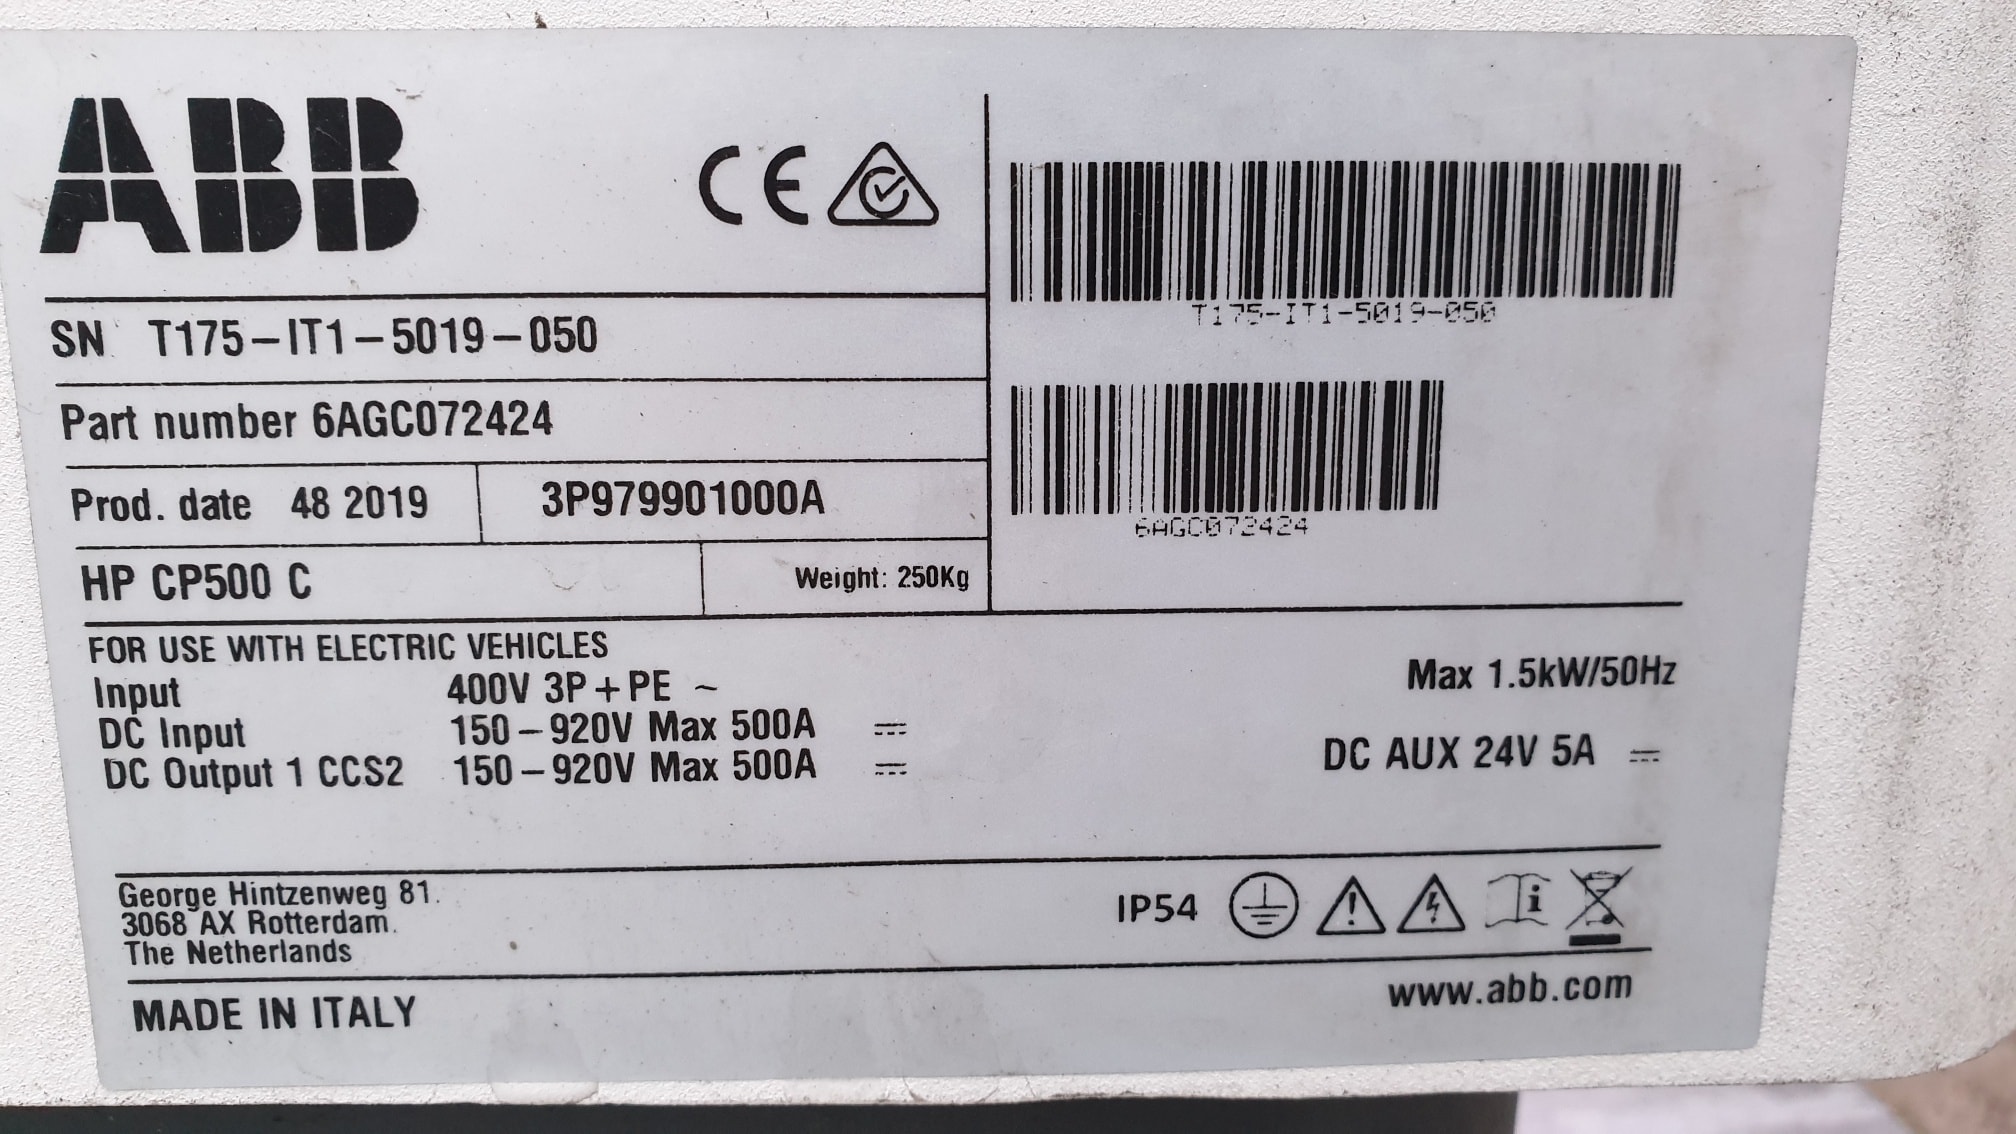 ABB
CE
SN T175-IT1-5019-050
Part number 6AGC072424
Prod. date 48 2019
3P979901000A
HP CP500 C
Weight: 250Kg
T175-IT1-5019-050
6AGC072424
FOR USE WITH ELECTRIC VEHICLES
Input 400V 3P+PE ~
Max 1.5kW/50Hz
DC Input 150-920V Max 500A
DC Output 1 CCS2 150-920V Max 500A
DC AUX 24V 5A
George Hintzenweg 81.
3068 AX Rotterdam.
The Netherlands
IP54
i
MADE IN ITALY
www.abb.com